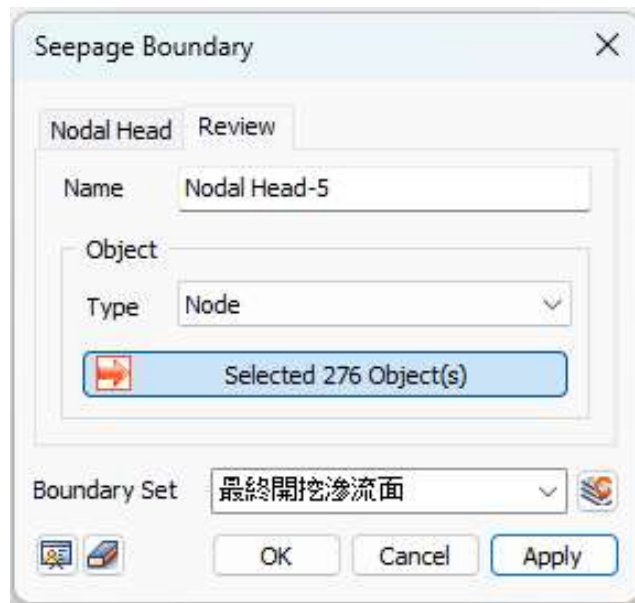 Seepage Boundary
Nodal Head Review
Name Nodal Head-5
Object
Type Node
Selected 276 Object(s)
Boundary Set 最終開挖滲流面
OK Cancel Apply